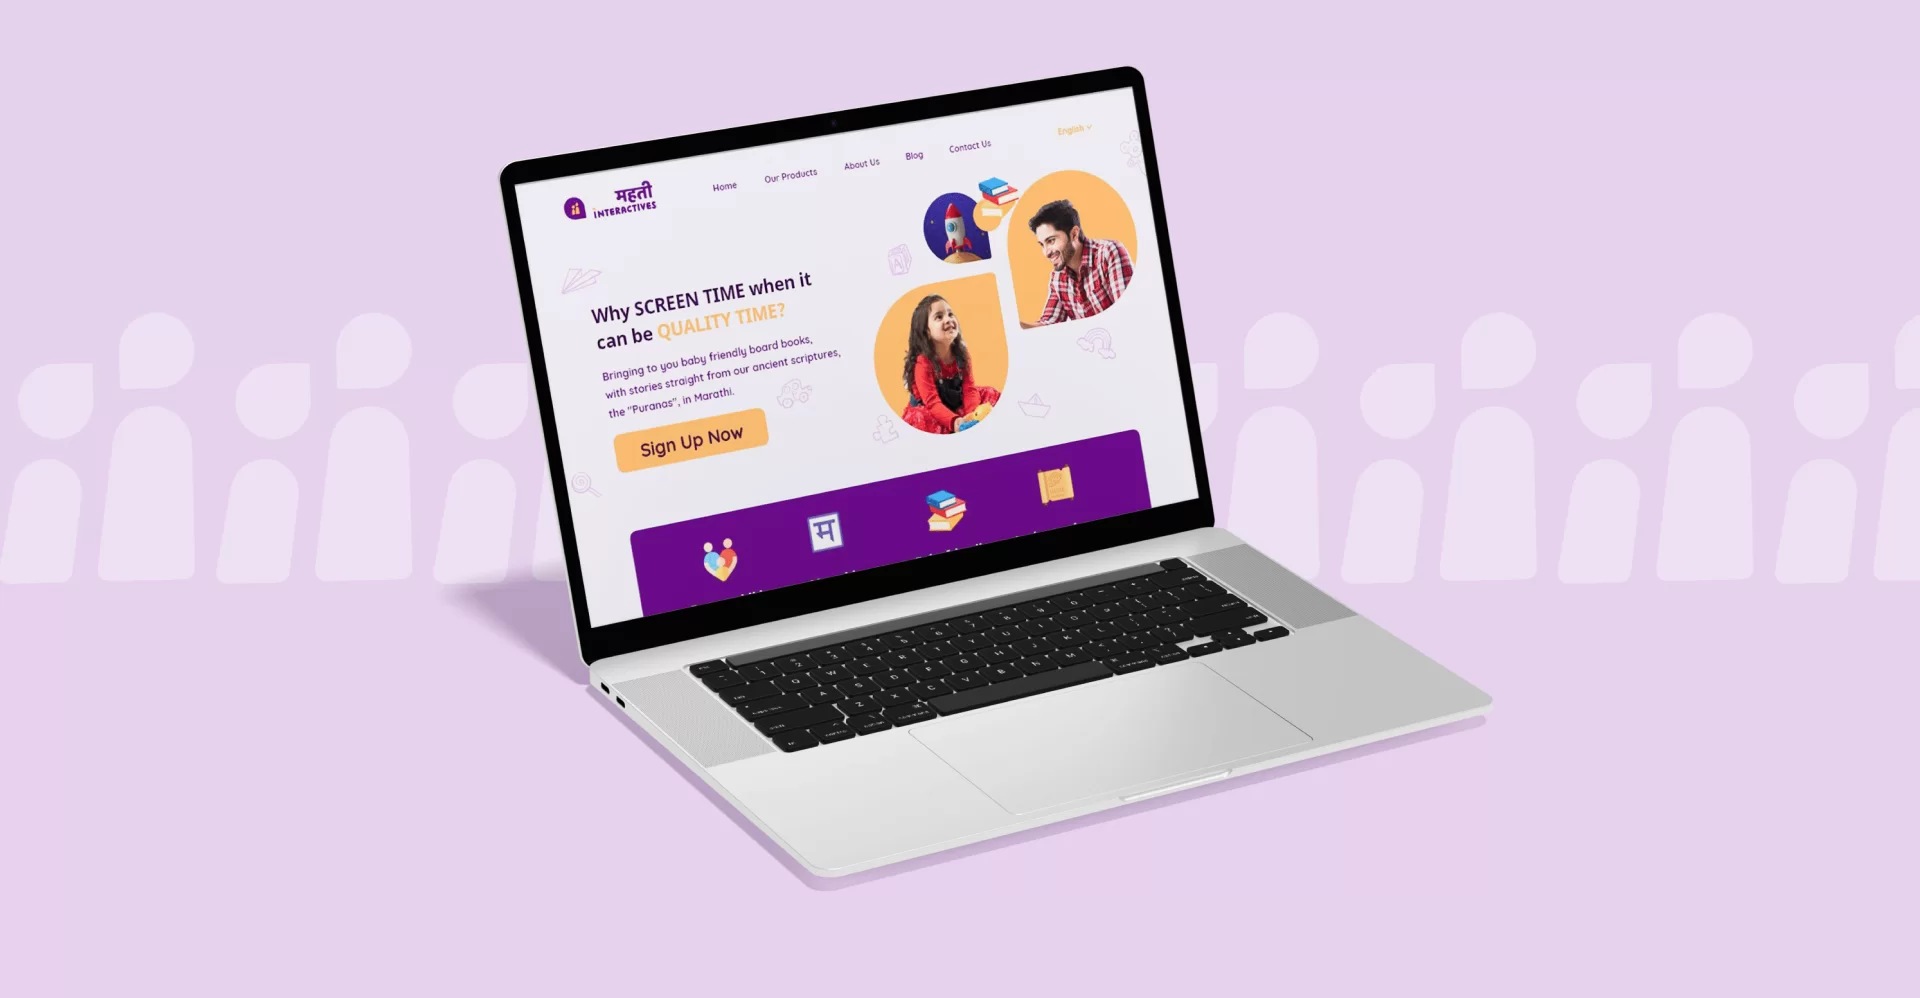 महती
iNTERACTIVES
Home
Our Products
About Us
Blog
Contact Us
English
Why SCREEN TIME when it
can be QUALITY TIME?
Bringing to you baby friendly board books,
with stories straight from our ancient scriptures,
the "Puranas", in Marathi.
Sign Up Now
म